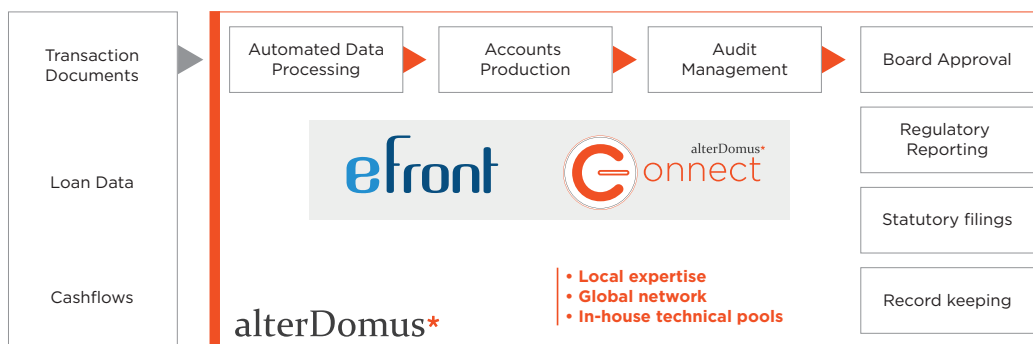 Transaction
Documents
Loan Data
Cashflows
Automated Data
Processing
Accounts
Production
Audit
Management
Board Approval
Regulatory
Reporting
Statutory filings
Record keeping
efront
alterDomus*
Connect
• Local expertise
• Global network
• In-house technical pools
alterDomus*